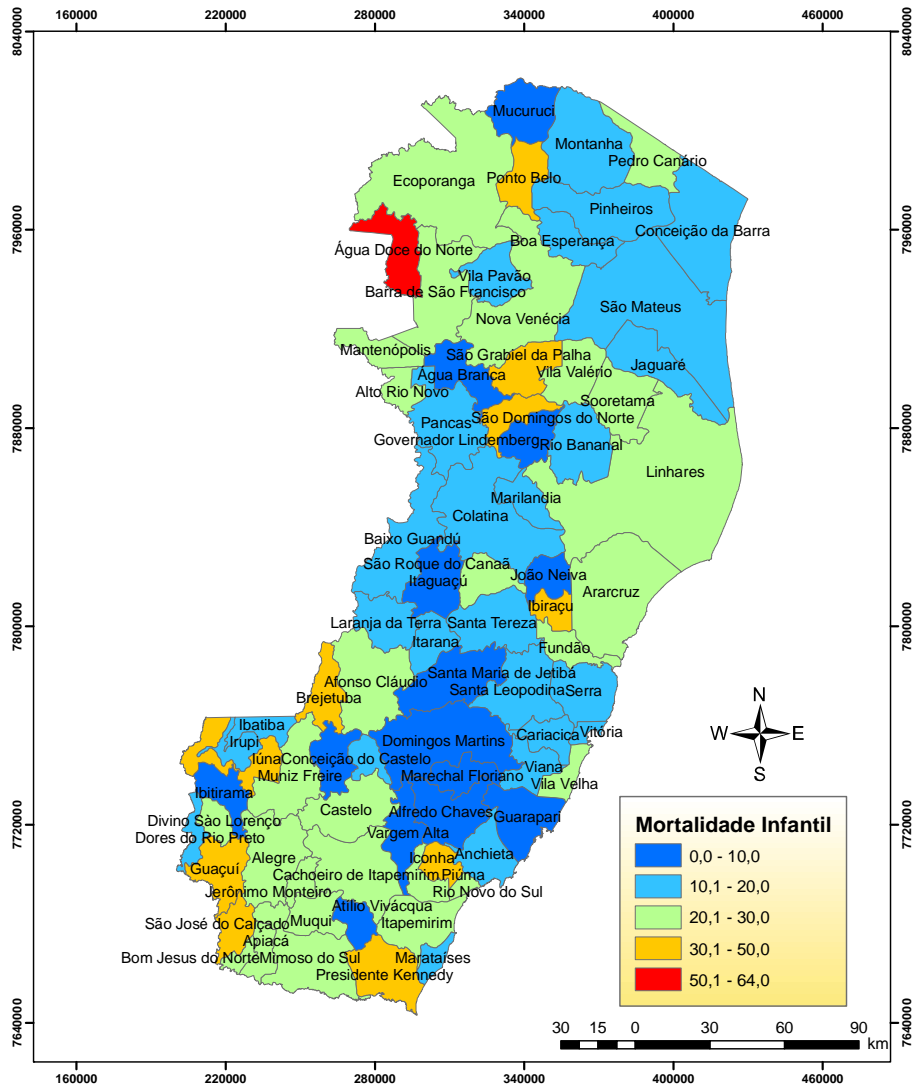 160000 220000 280000 340000 400000 460000
8040000 8040000
Mucuruci
Montanha
Pedro Canário
Ponto Belo
Ecoporanga
Pinheiros
7960000 7960000
Conceição da Barra
Boa Esperança
Água Doce do Norte
Vila Pavão
Barra de São Francisco
São Mateus
Nova Venécia
Mantenópolis
São Grabiel da Palha
Jaguaré
Água Branca
Vila Valério
Alto Rio Novo
Sooretama
São Domingos do Norte
Pancas
7880000 7880000
Governador Lindemberg
Rio Bananal
Linhares
Marilandia
Colatina
Baixo Guandú
São Roque do Canaã
João Neiva
Itaguaçú
Ararcruz
Ibiraçu
7800000 7800000
Laranja da Terra
Santa Tereza
Itarana
Fundão
Santa Maria de Jetibá
Afonso Cláudio
Santa Leopodina
Serra
Brejetuba
N
Ibatiba
Vitória
Cariacica
W E
Irupi
Domingos Martins
Iúna
Conceição do Castelo
S
Viana
Muniz Freire
Marechal Floriano
Vila Velha
Ibitirama
Castelo
Alfredo Chaves
Guarapari
Divino São Lorenço
7720000 7720000
Vargem Alta
Dores do Rio Preto
Anchieta
Alegre
Iconha
Guaçuí
Cachoeiro de Itapemirim
Piúma
Jerônimo Monteiro
Rio Novo do Sul
Atilio Vivácqua
Muqui
Itapemirim
São José do Calçado
Apiacá
Bom Jesus do Norte
Mimoso do Sul
Marataíses
Presidente Kennedy
Mortalidade Infantil
0,0 - 10,0
10,1 - 20,0
20,1 - 30,0
30,1 - 50,0
50,1 - 64,0
7640000 7640000
30 15 0 30 60 90
km
160000 220000 280000 340000 400000 460000